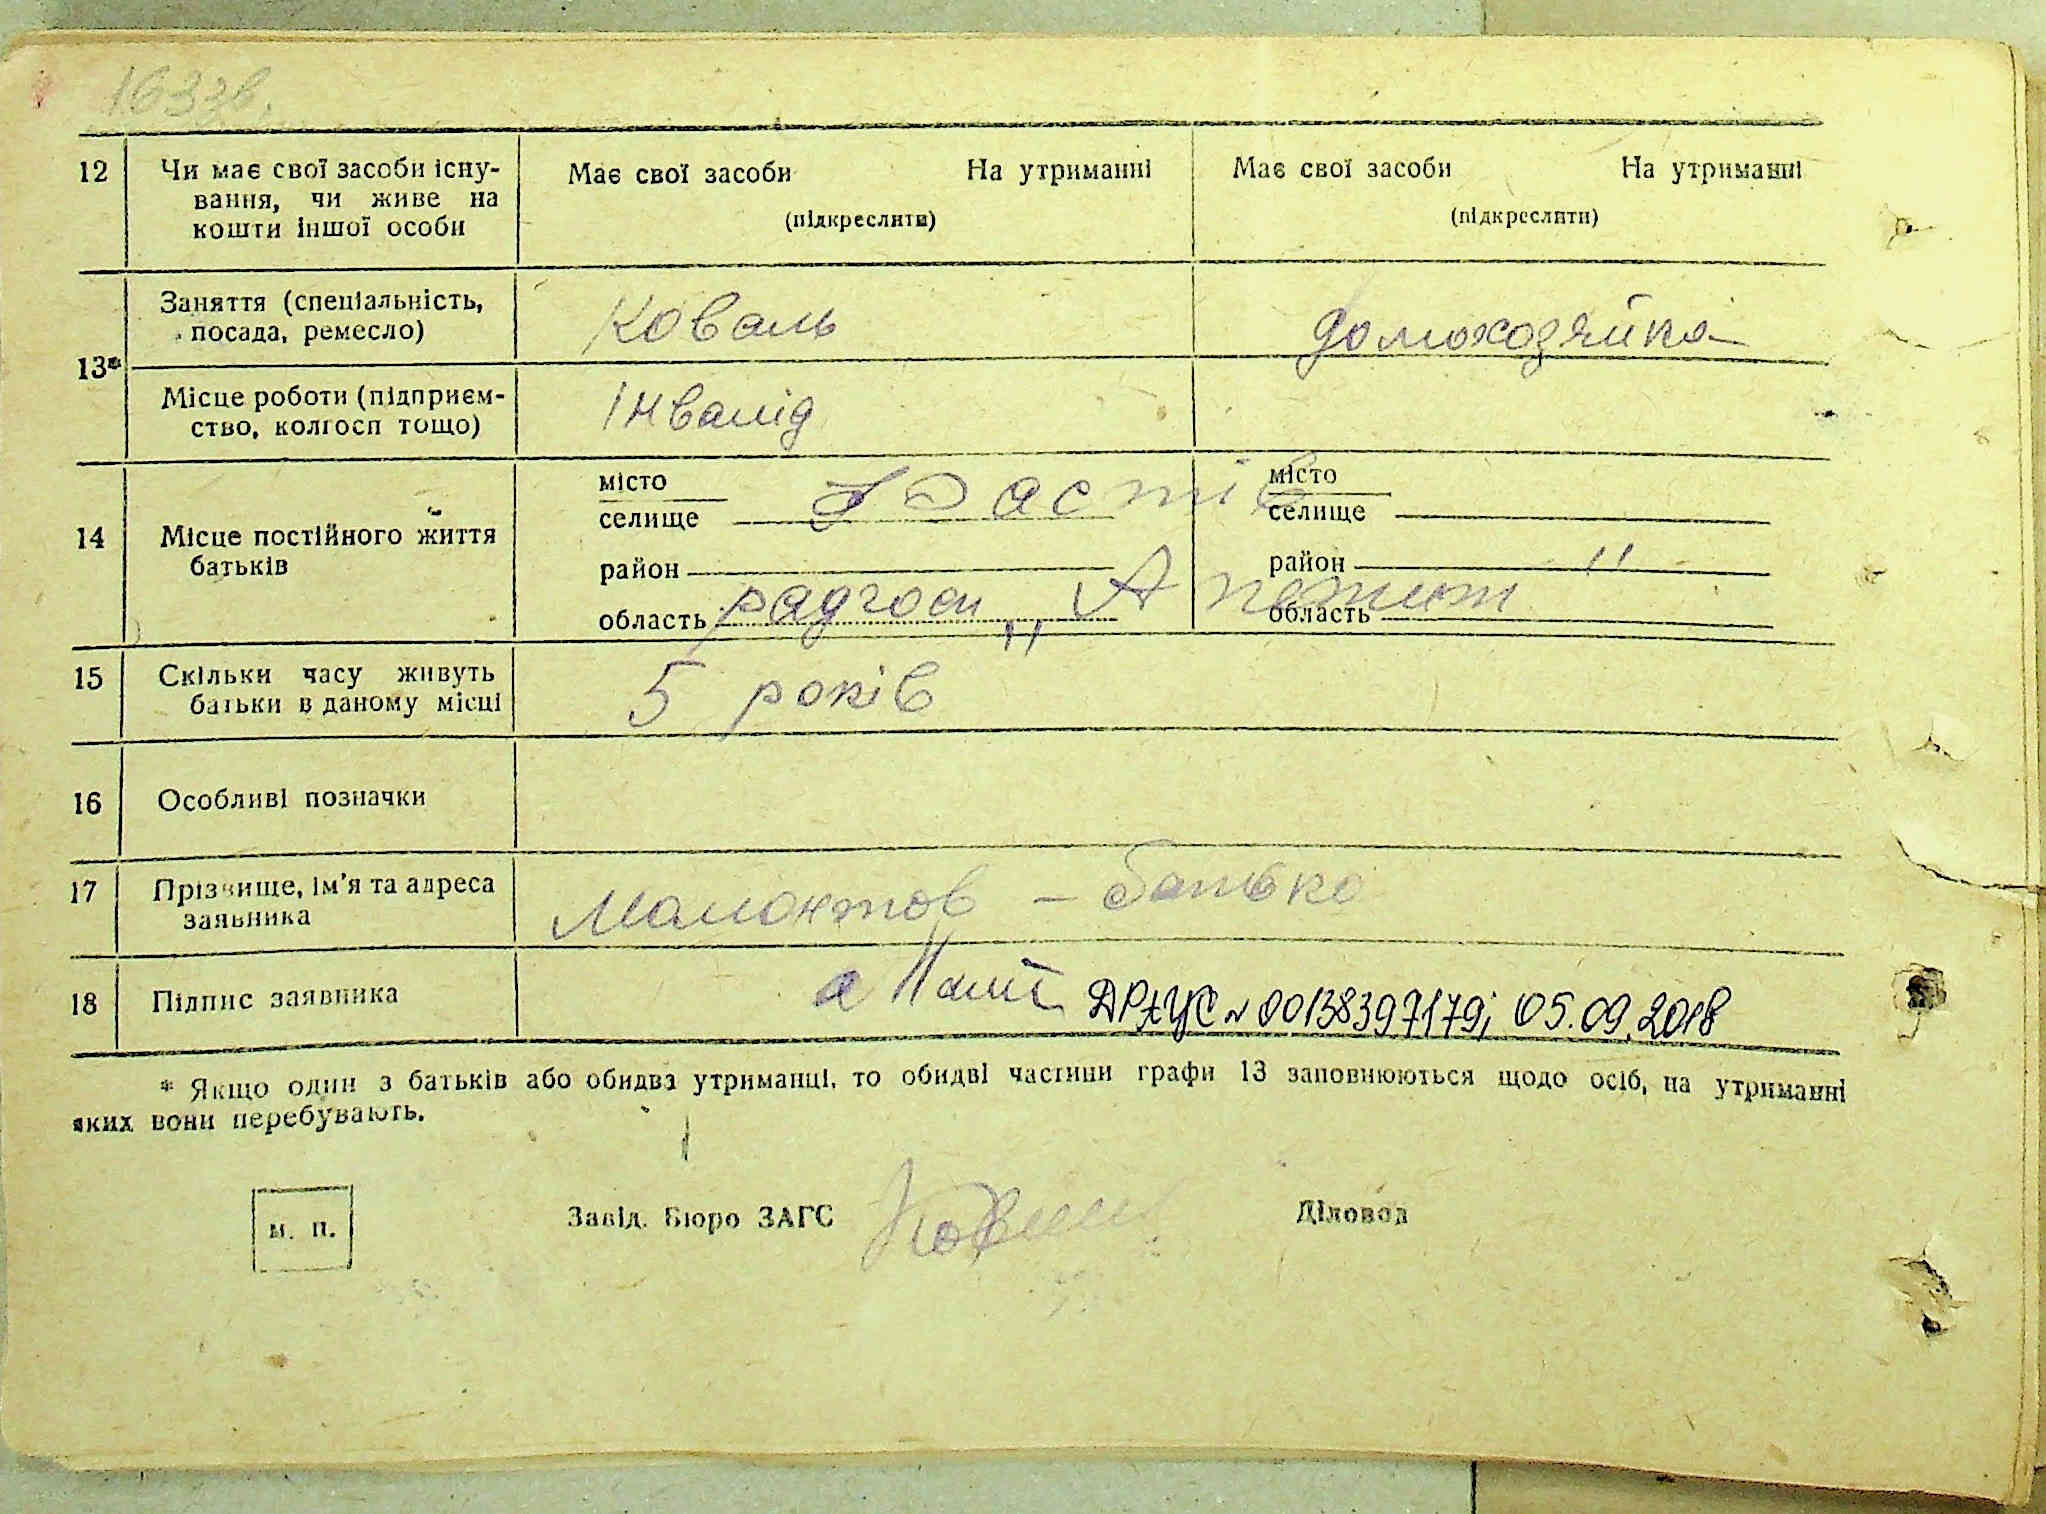 163зв.
12 Чи має свої засоби існу- Має свої засоби На утриманні Має свої засоби На утриманні
вання, чи живе на (підкреслити) (підкреслити)
кошти іншої особи
13* Заняття (спеціальність, Коваль домохозяйка
посада, ремесло)
Місце роботи (підприєм- Інвалід
ство, колгосп тощо)
14 Місце постійного життя батьків
місто Фастів місто
селище селище
район район "
область радгосп „А область
15 Скільки часу живуть 5 років
батьки в даному місці
16 Особливі позначки
17 Прізвище, ім'я та адреса Мамонтов - батько
заявника
18 Підпис заявника ДРАЦС № 00138397179; 05.09.2018
* Якщо один з батьків або обидва утриманці, то обидві частини графи 13 заповнюються щодо осіб, на утриманні
яких вони перебувають.
м. п. Завід. Бюро ЗАГС Діловод